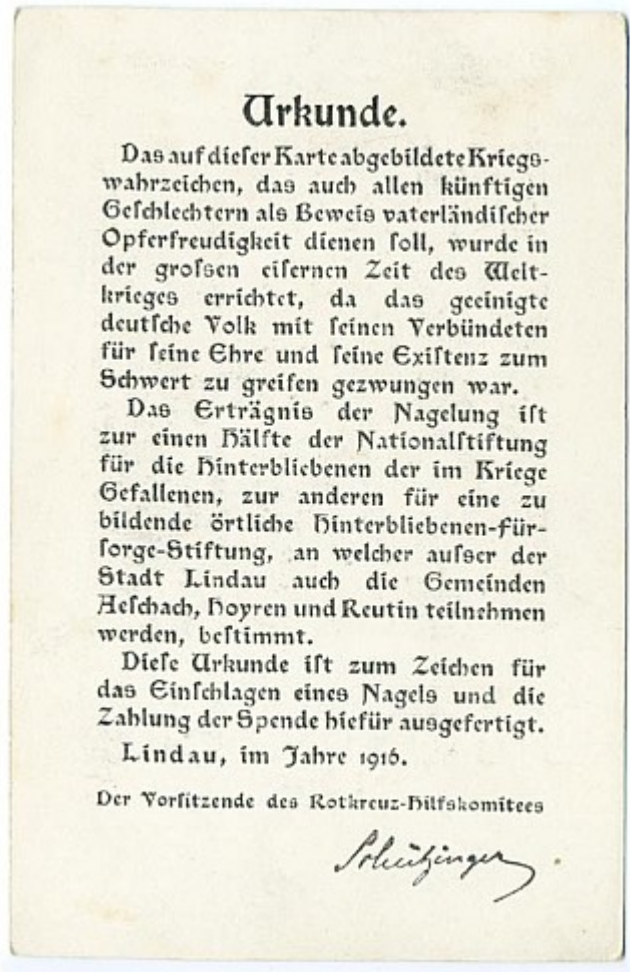 Urkunde.
Das auf dieser Karte abgebildete Kriegs-
wahrzeichen, das auch allen künftigen
Geschlechtern als Beweis vaterländischer
Opferfreudigkeit dienen soll, wurde in
der grossen eisernen Zeit des Welt-
krieges errichtet, da das geeinigte
deutsche Volk mit seinen Verbündeten
für seine Ehre und seine Existenz zum
Schwert zu greifen gezwungen war.
Das Erträgnis der Nagelung ist
zur einen Hälfte der Nationalstiftung
für die Hinterbliebenen der im Kriege
Gefallenen, zur anderen für eine zu
bildende örtliche Hinterbliebenen-Für-
sorge-Stiftung, an welcher ausser der
Stadt Lindau auch die Gemeinden
Aeschach, Hoyren und Reutin teilnehmen
werden, bestimmt.
Diese Urkunde ist zum Zeichen für
das Einschlagen eines Nagels und die
Zahlung der Spende hiefür ausgefertigt.
Lindau, im Jahre 1916.
Der Vorsitzende des Rotkreuz-Hilfskomitees
Schützinger